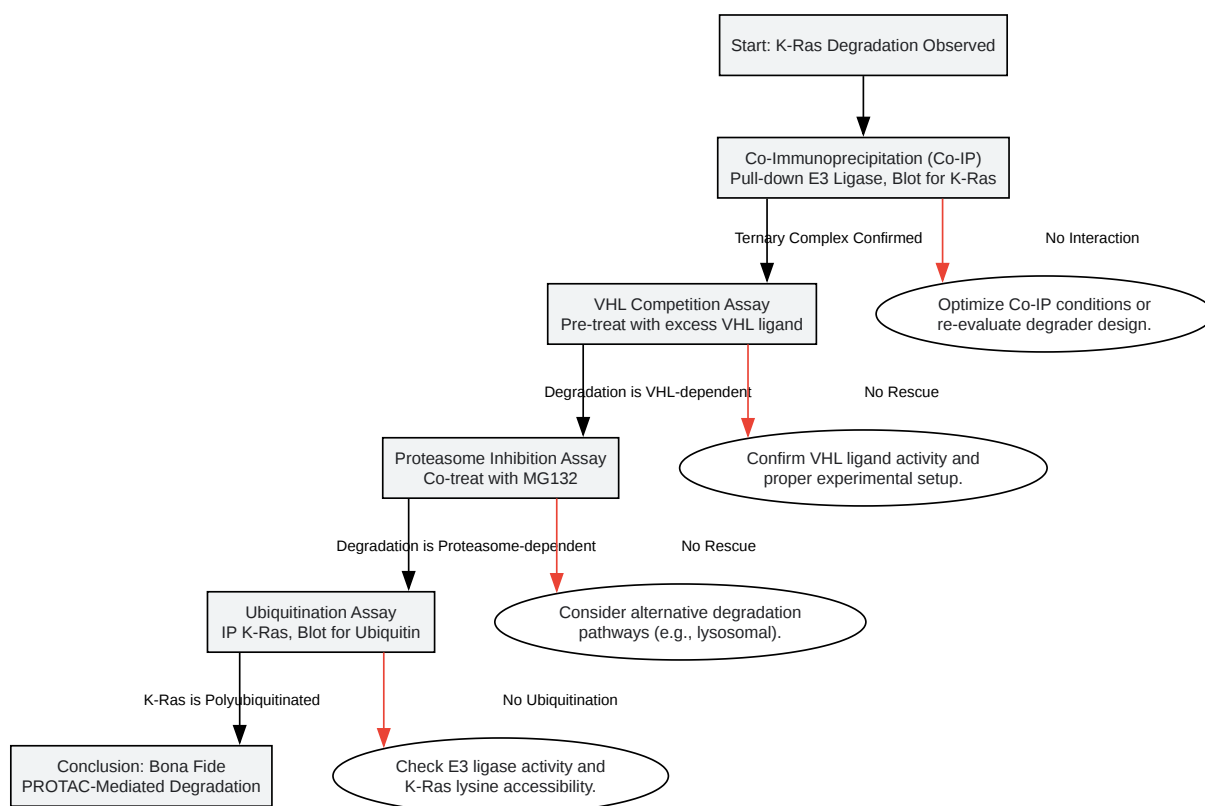 Start: K-Ras Degradation Observed
Co-Immunoprecipitation (Co-IP)
Pull-down E3 Ligase, Blot for K-Ras
Ternary Complex Confirmed
No Interaction
VHL Competition Assay
Pre-treat with excess VHL ligand
Optimize Co-IP conditions or
re-evaluate degrader design.
Degradation is VHL-dependent
No Rescue
Proteasome Inhibition Assay
Co-treat with MG132
Confirm VHL ligand activity and
proper experimental setup.
Degradation is Proteasome-dependent
No Rescue
Ubiquitination Assay
IP K-Ras, Blot for Ubiquitin
Consider alternative degradation
pathways (e.g., lysosomal).
K-Ras is Polyubiquitinated
No Ubiquitination
Conclusion: Bona Fide
PROTAC-Mediated Degradation
Check E3 ligase activity and
K-Ras lysine accessibility.